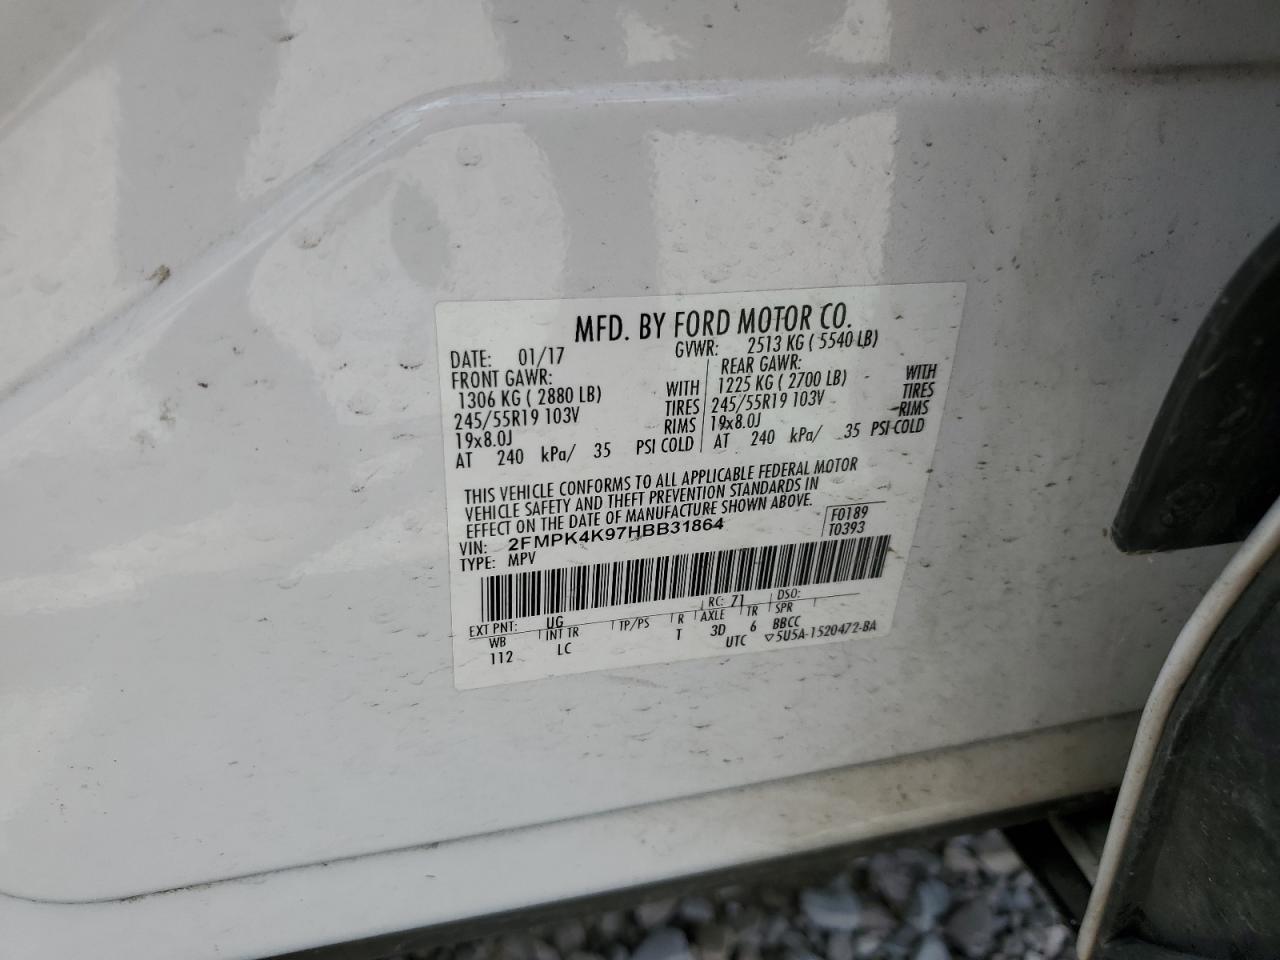 MFD. BY FORD MOTOR CO.
DATE: 01/17 GVWR: 2513 KG ( 5540 LB)
FRONT GAWR: REAR GAWR:
1306 KG ( 2880 LB) WITH 1225 KG ( 2700 LB) WITH
245/55R19 103V TIRES 245/55R19 103V TIRES
19x8.0J RIMS 19x8.0J RIMS
AT 240 kPa/ 35 PSI COLD AT 240 kPa/ 35 PSI COLD
THIS VEHICLE CONFORMS TO ALL APPLICABLE FEDERAL MOTOR
VEHICLE SAFETY AND THEFT PREVENTION STANDARDS IN
EFFECT ON THE DATE OF MANUFACTURE SHOWN ABOVE.
VIN: 2FMPK4K97HBB31864 F0189
TYPE: MPV T0393
EXT PNT: UG RC: 71 DSO:
WB INT TR TP/PS R AXLE TR SPR
112 LC T 3D 6 BBCC
UTC ▽5U5A-1520472-BA